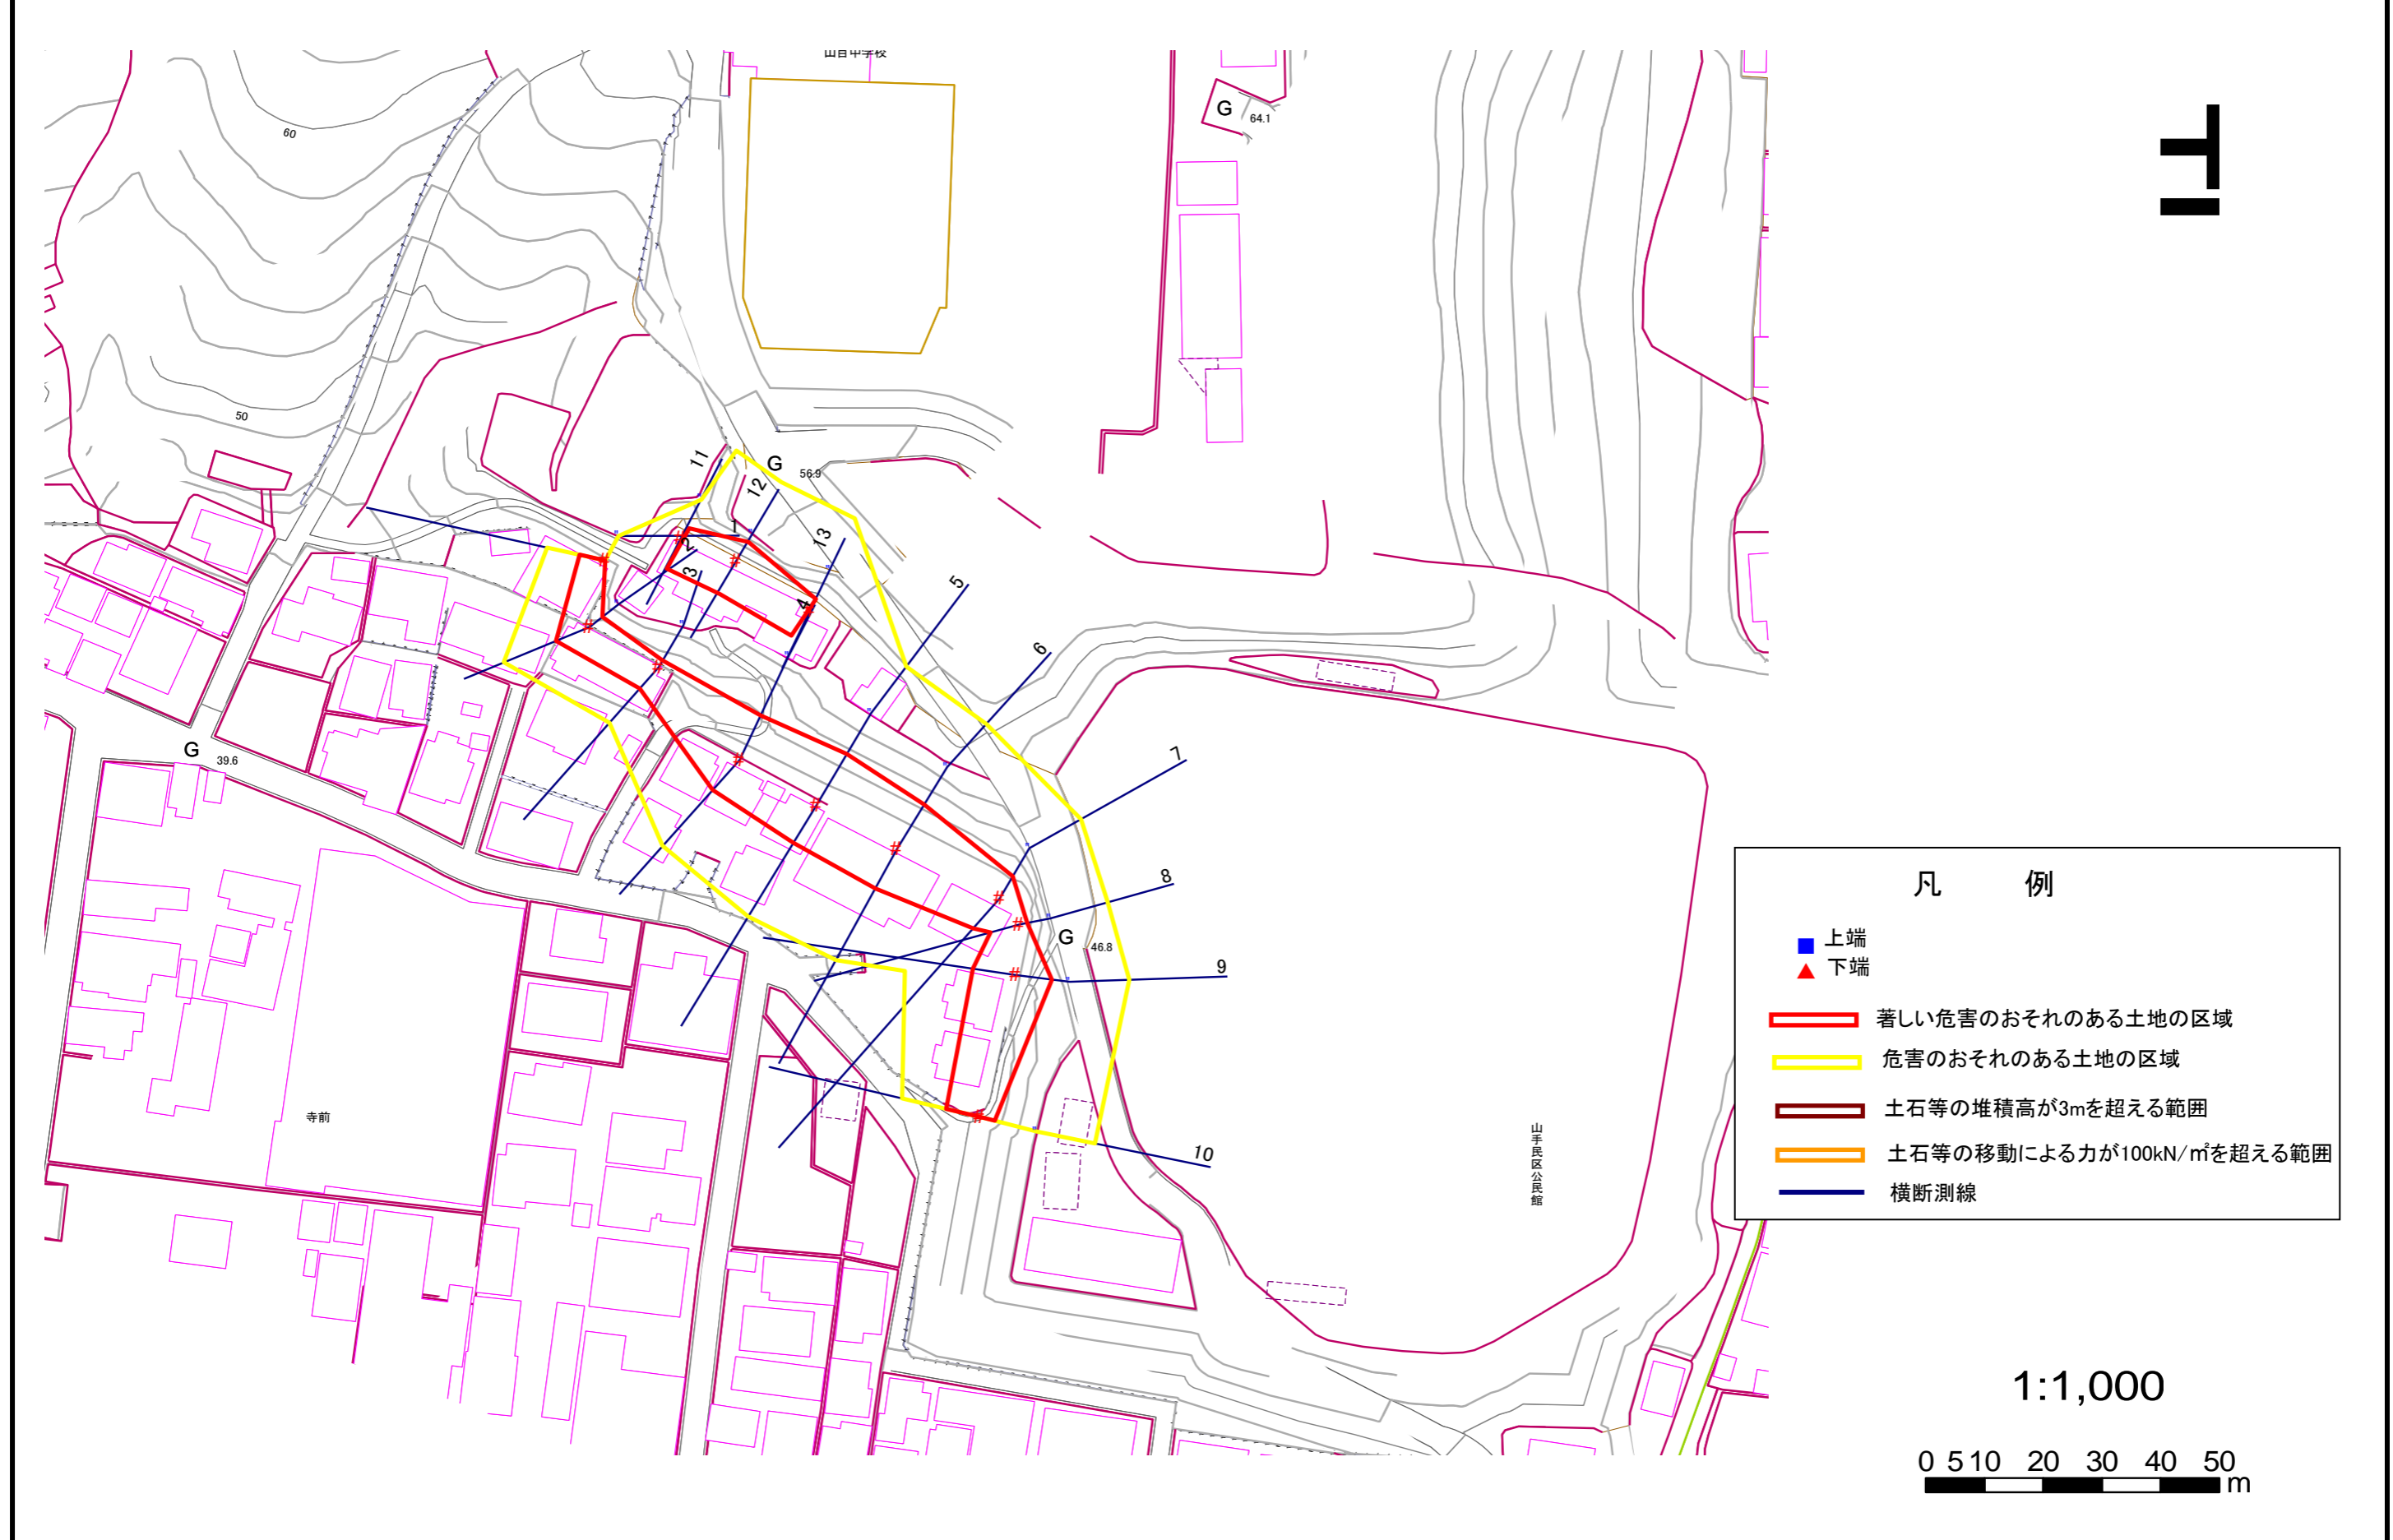 60
G
64.1
50
11
G
56.9
12
1
13
2
3
4
5
6
7
8
G
46.8
9
10
G
39.6
寺前
山手民区公民館
凡 例
上端
下端
著しい危害のおそれのある土地の区域
危害のおそれのある土地の区域
土石等の堆積高が3mを超える範囲
土石等の移動による力が100kN/㎡を超える範囲
横断測線
1:1,000
0 5 10 20 30 40 50
m